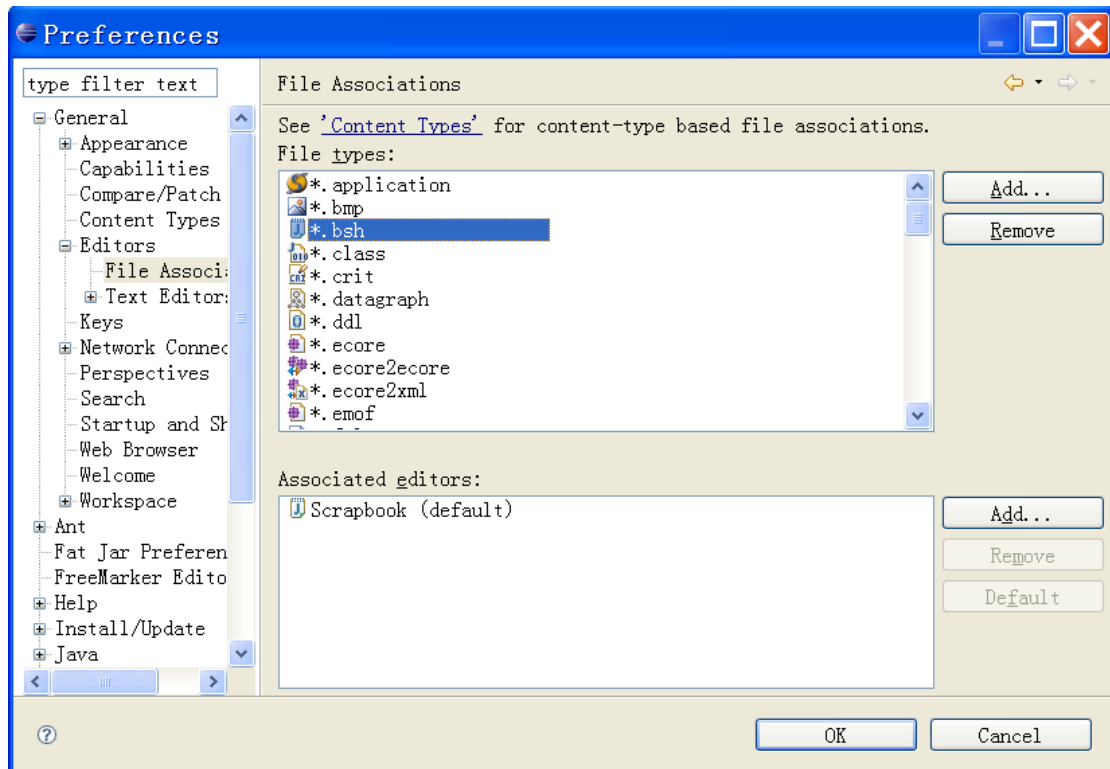 Preferences
type filter text
General
Appearance
Capabilities
Compare/Patch
Content Types
Editors
File Associ
Text Editor
Keys
Network Connec
Perspectives
Search
Startup and Sh
Web Browser
Welcome
Workspace
Ant
Fat Jar Preferen
FreeMarker Edito
Help
Install/Update
Java
File Associations
See 'Content Types' for content-type based file associations.
File types:
*.application
*.bmp
*.bsh
*.class
*.crit
*.datagraph
*.ddl
*.ecore
*.ecore2ecore
*.ecore2xml
*.emof
Add...
Remove
Associated editors:
Scrapbook (default)
Add...
Remove
Default
OK
Cancel